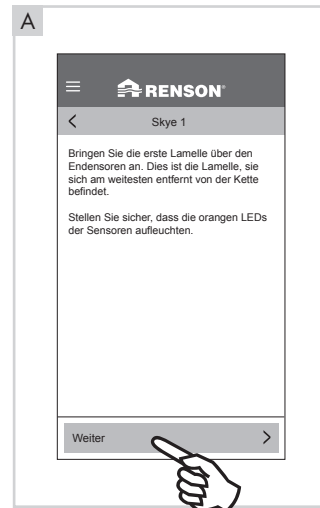 A
RENSON®
Skye 1
Bringen Sie die erste Lamelle über den
Endensoren an. Dies ist die Lamelle, sie
sich am weitesten entfernt von der Kette
befindet.
Stellen Sie sicher, dass die orangen LEDs
der Sensoren aufleuchten.
Weiter